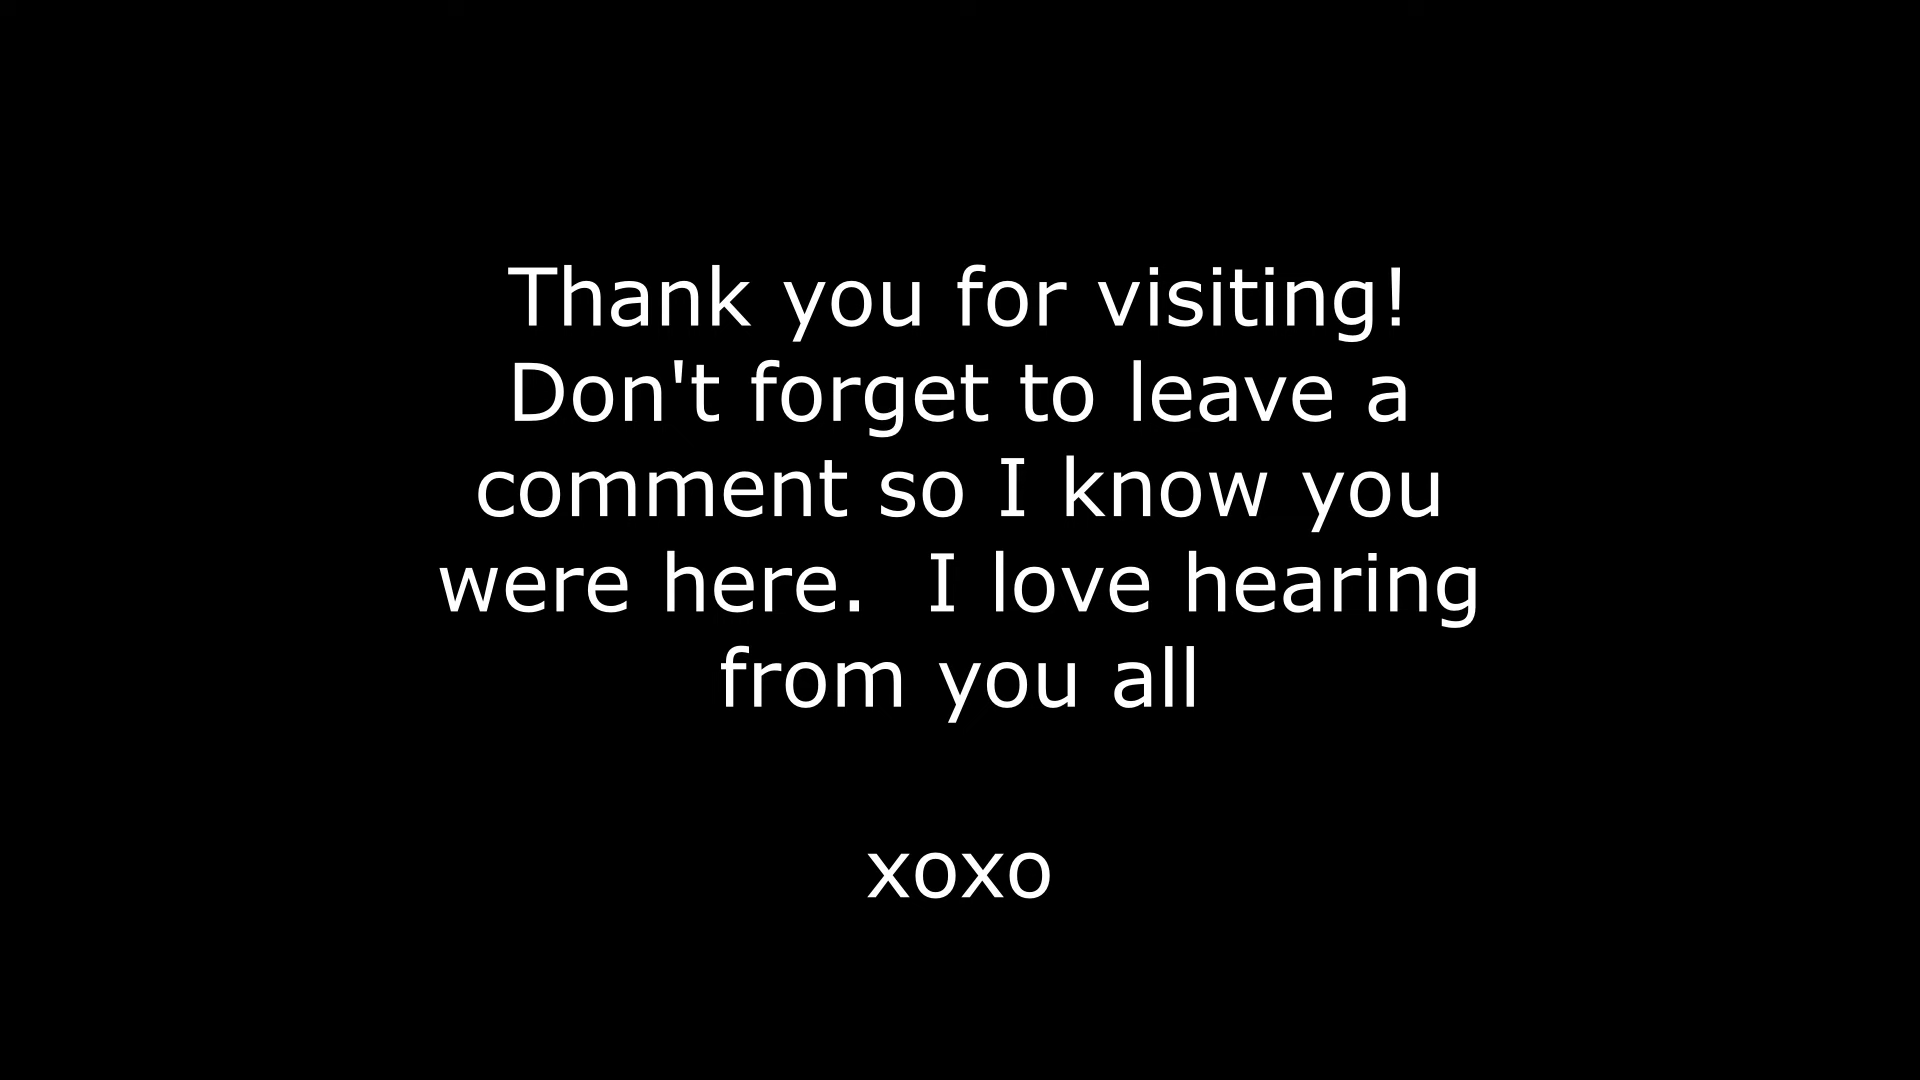 Thank you for visiting!
Don't forget to leave a
comment so I know you
were here.  I love hearing
from you all
xoxo